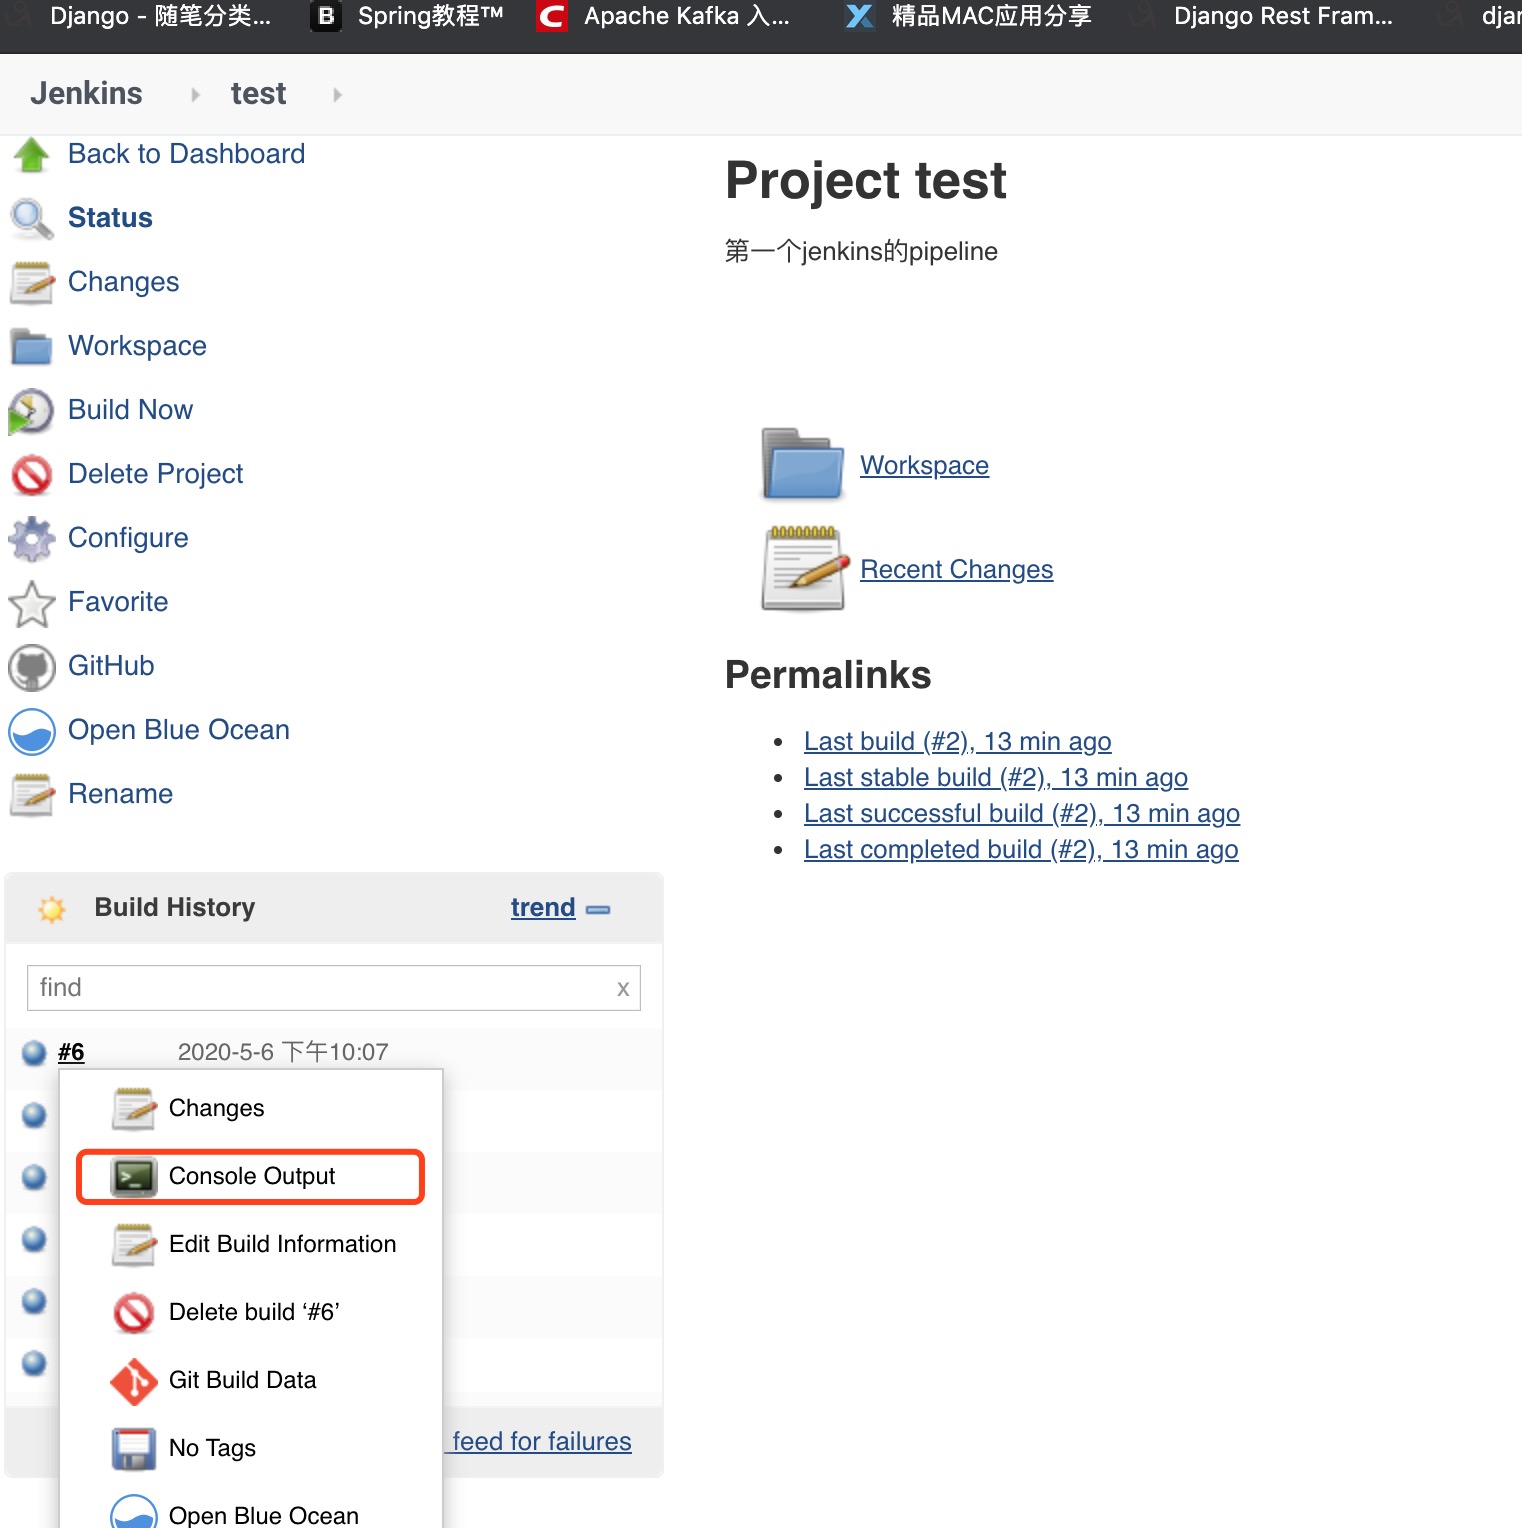 Django - 随笔分类...
B
Spring教程™
C
Apache Kafka 入...
精品MAC应用分享
Django Rest Fram...
Jenkins
test
Back to Dashboard
Status
Changes
Workspace
Build Now
Delete Project
Configure
Favorite
GitHub
Open Blue Ocean
Rename
Project test
第一个jenkins的pipeline
Workspace
Recent Changes
Permalinks
Last build (#2), 13 min ago
Last stable build (#2), 13 min ago
Last successful build (#2), 13 min ago
Last completed build (#2), 13 min ago
Build History
trend
find
x
#6
2020-5-6 下午10:07
Changes
Console Output
Edit Build Information
Delete build ‘#6’
Git Build Data
No Tags
Open Blue Ocean
feed for failures